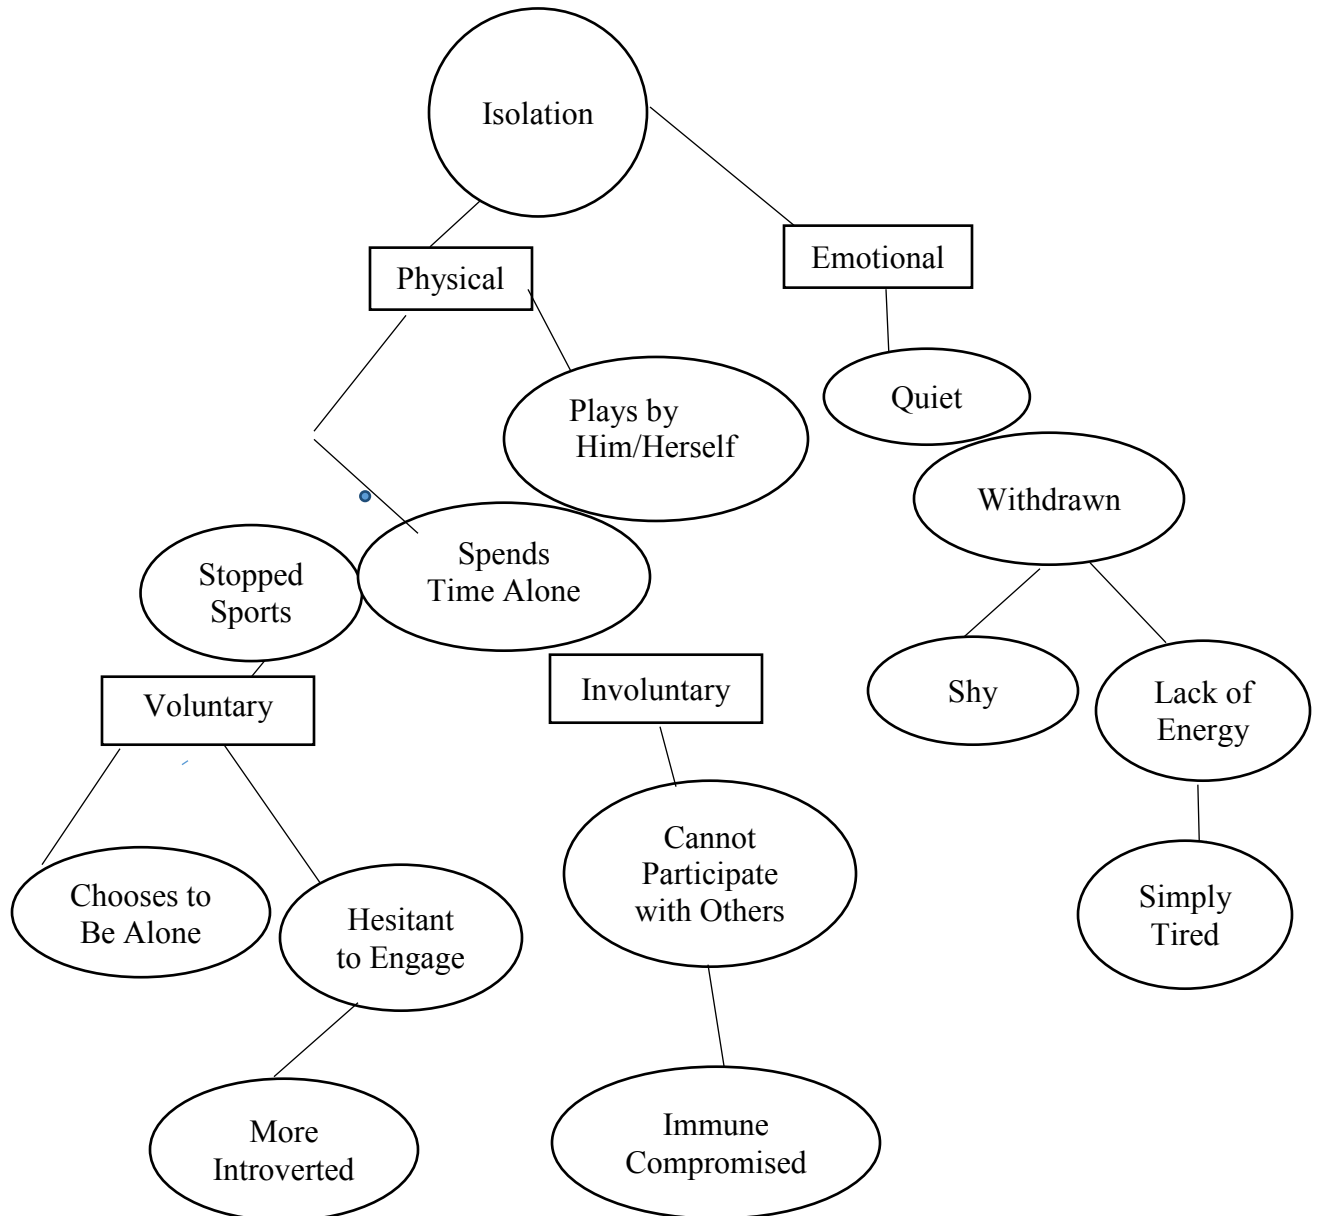 Isolation
Physical
Emotional
Plays by
Him/Herself
Quiet
Withdrawn
Stopped
Sports
Spends
Time Alone
Voluntary
Involuntary
Shy
Lack of
Energy
Chooses to
Be Alone
Hesitant
to Engage
Cannot
Participate
with Others
Simply
Tired
More
Introverted
Immune
Compromised